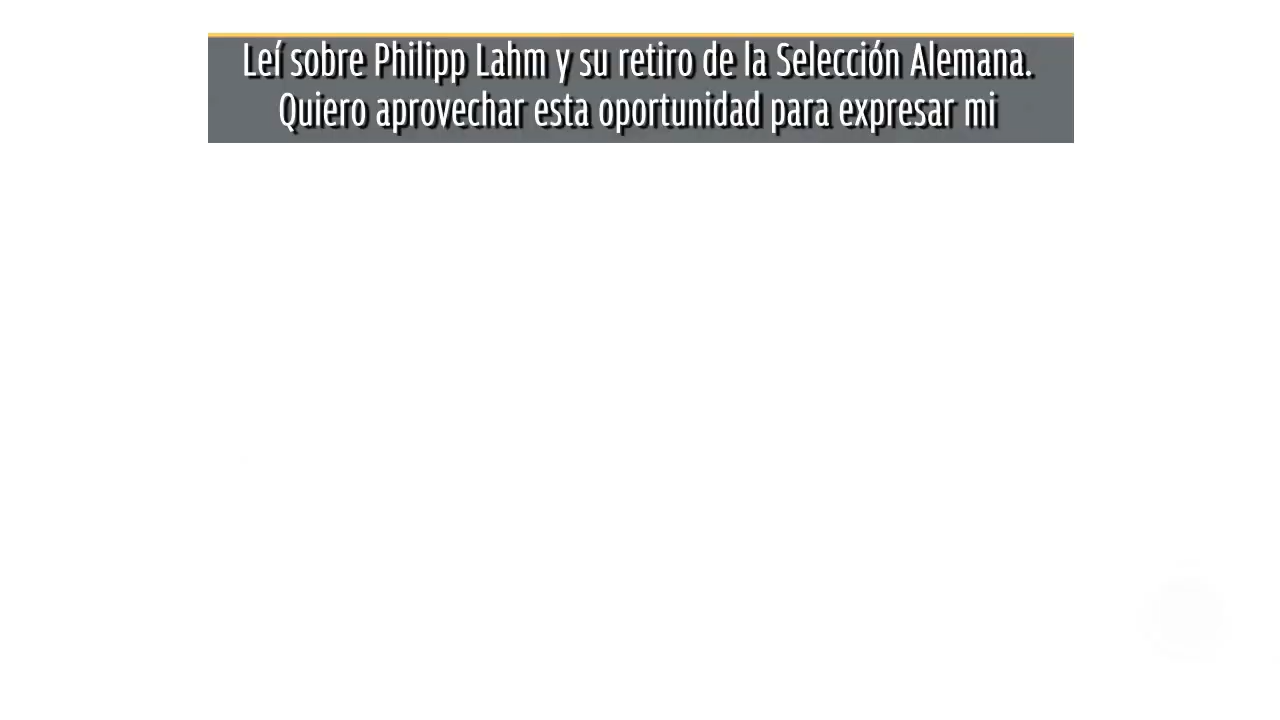 Leí sobre Philipp Lahm y su retiro de la Selección Alemana.
Quiero aprovechar esta oportunidad para expresar mi